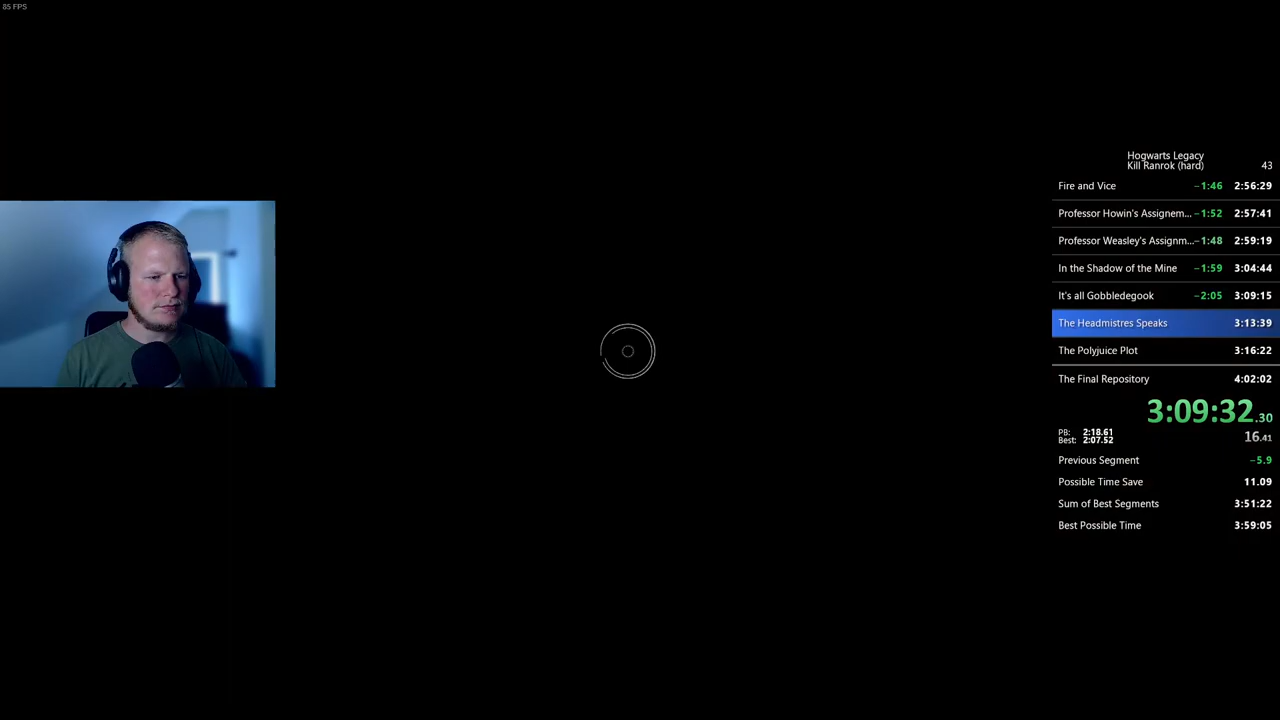 85 FPS
Hogwarts Legacy
Kill Ranrok (hard) 43
Fire and Vice -1:46 2:56:29
Professor Howin's Assignem... -1:52 2:57:41
Professor Weasley's Assignm... -1:48 2:59:19
In the Shadow of the Mine -1:59 3:04:44
It's all Gobbledegook -2:05 3:09:15
The Headmistres Speaks 3:13:39
The Polyjuice Plot 3:16:22
The Final Repository 4:02:02
3:09:32.30
PB: 2:18.61 16.41
Best: 2:07.52
Previous Segment -5.9
Possible Time Save 11.09
Sum of Best Segments 3:51:22
Best Possible Time 3:59:05